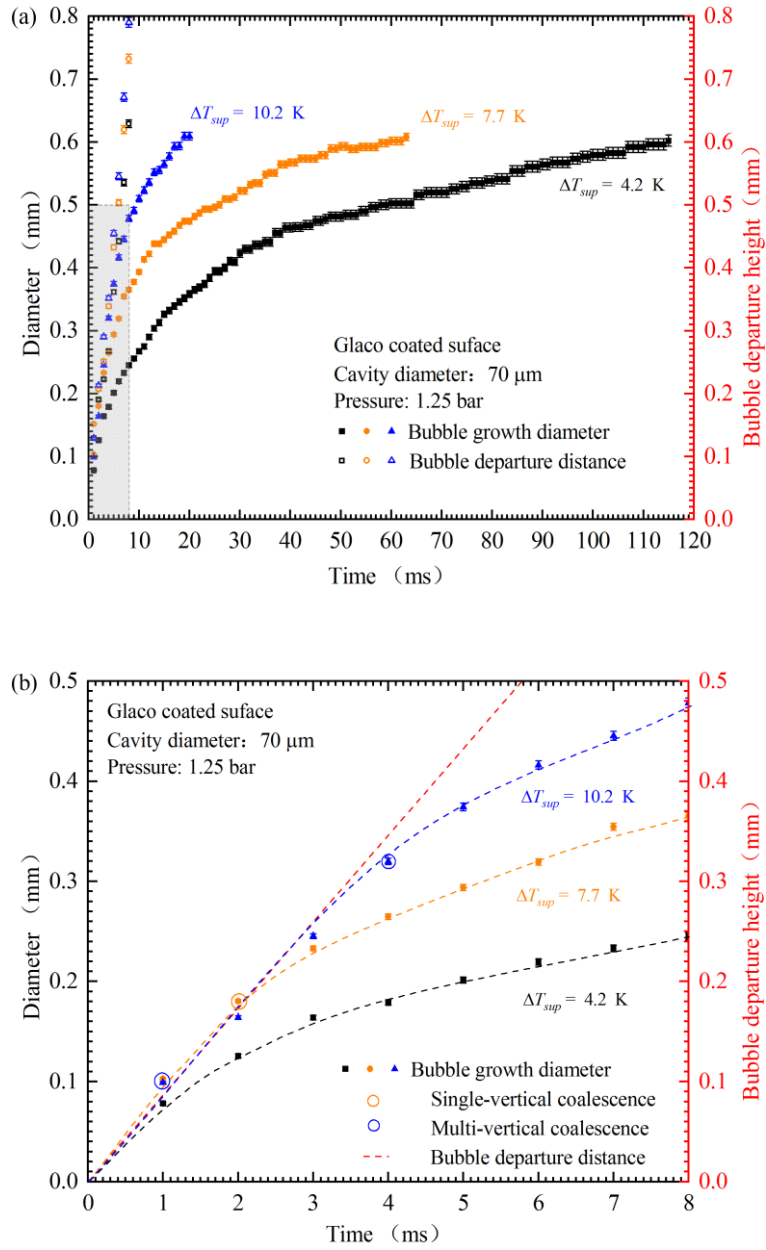 (a)
0.8
0.7
0.6
0.5
0.4
0.3
0.2
0.1
0.0
Diameter（mm）
0.8
0.7
0.6
0.5
0.4
0.3
0.2
0.1
0.0
Bubble departure height（mm）
ΔTsup = 10.2 K
ΔTsup = 7.7 K
ΔTsup = 4.2 K
Glaco coated suface
Cavity diameter：70 μm
Pressure: 1.25 bar
Bubble growth diameter
Bubble departure distance
0 10 20 30 40 50 60 70 80 90 100 110 120
Time （ms）
(b)
0.5
0.4
0.3
0.2
0.1
0.0
Diameter（mm）
0.5
0.4
0.3
0.2
0.1
0.0
Bubble departure height（mm）
Glaco coated suface
Cavity diameter：70 μm
Pressure: 1.25 bar
ΔTsup = 10.2 K
ΔTsup = 7.7 K
ΔTsup = 4.2 K
Bubble growth diameter
Single-vertical coalescence
Multi-vertical coalescence
Bubble departure distance
0 1 2 3 4 5 6 7 8
Time （ms）